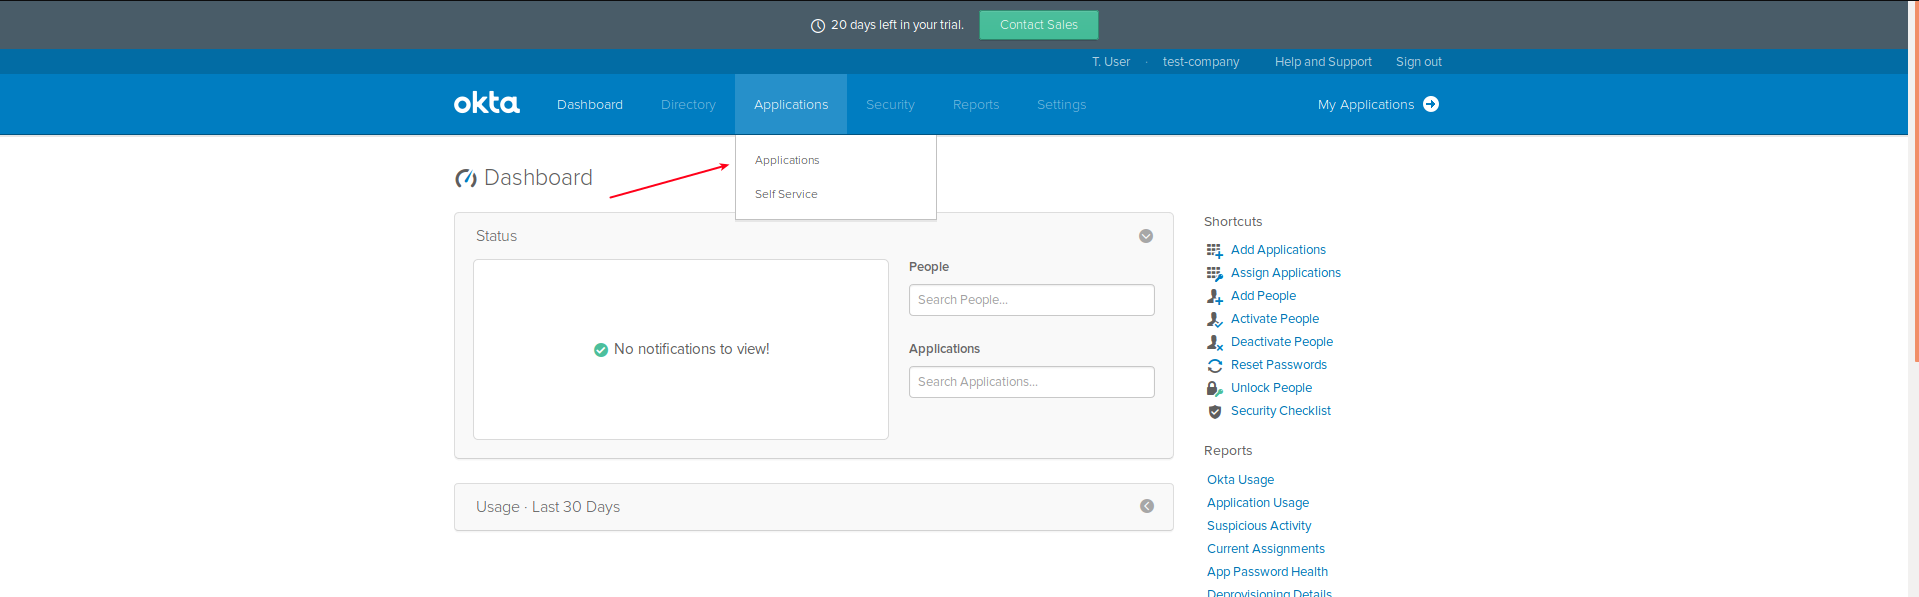 20 days left in your trial. Contact Sales
T. User · test-company Help and Support Sign out
okta Dashboard Directory Applications Security Reports Settings My Applications
Applications
Self Service
Dashboard
Status
No notifications to view!
People
Search People...
Applications
Search Applications...
Usage · Last 30 Days
Shortcuts
Add Applications
Assign Applications
Add People
Activate People
Deactivate People
Reset Passwords
Unlock People
Security Checklist
Reports
Okta Usage
Application Usage
Suspicious Activity
Current Assignments
App Password Health
Deprovisioning Details